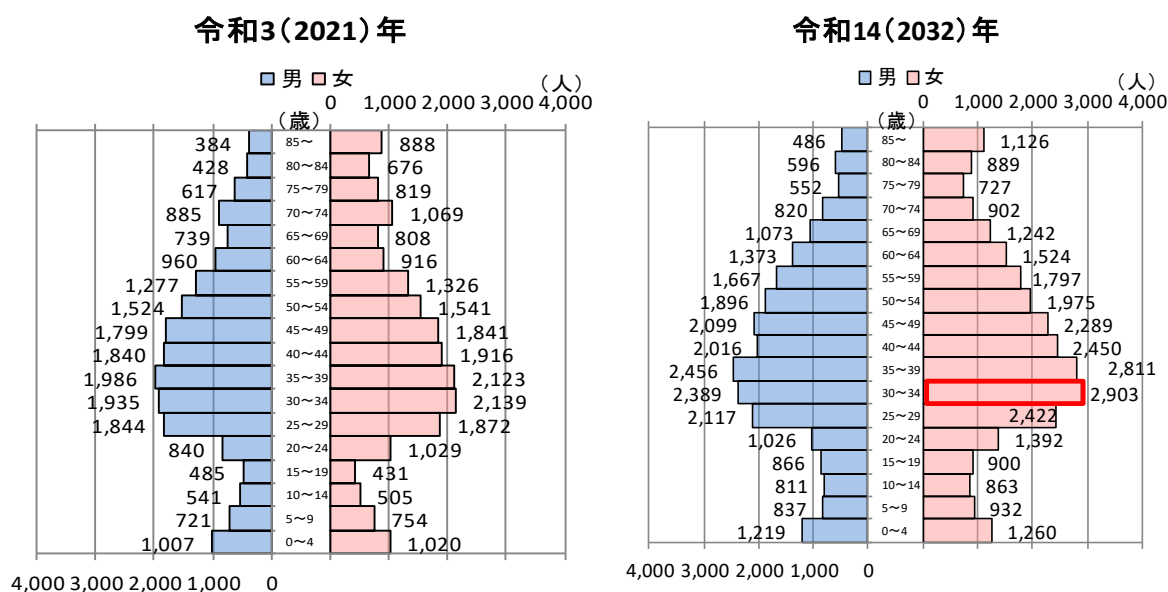 令和3(2021)年
男 女
(人)
0 1,000 2,000 3,000 4,000
(歳)
384 85～ 888
428 80～84 676
617 75～79 819
885 70～74 1,069
739 65～69 808
960 60～64 916
1,277 55～59 1,326
1,524 50～54 1,541
1,799 45～49 1,841
1,840 40～44 1,916
1,986 35～39 2,123
1,935 30～34 2,139
1,844 25～29 1,872
840 20～24 1,029
485 15～19 431
541 10～14 505
721 5～9 754
1,007 0～4 1,020
4,000 3,000 2,000 1,000 0
令和14(2032)年
男 女
(人)
0 1,000 2,000 3,000 4,000
(歳)
486 85～ 1,126
596 80～84 889
552 75～79 727
820 70～74 902
1,073 65～69 1,242
1,373 60～64 1,524
1,667 55～59 1,797
1,896 50～54 1,975
2,099 45～49 2,289
2,016 40～44 2,450
2,456 35～39 2,811
2,389 30～34 2,903
2,117 25～29 2,422
1,026 20～24 1,392
866 15～19 900
811 10～14 863
837 5～9 932
1,219 0～4 1,260
4,000 3,000 2,000 1,000 0